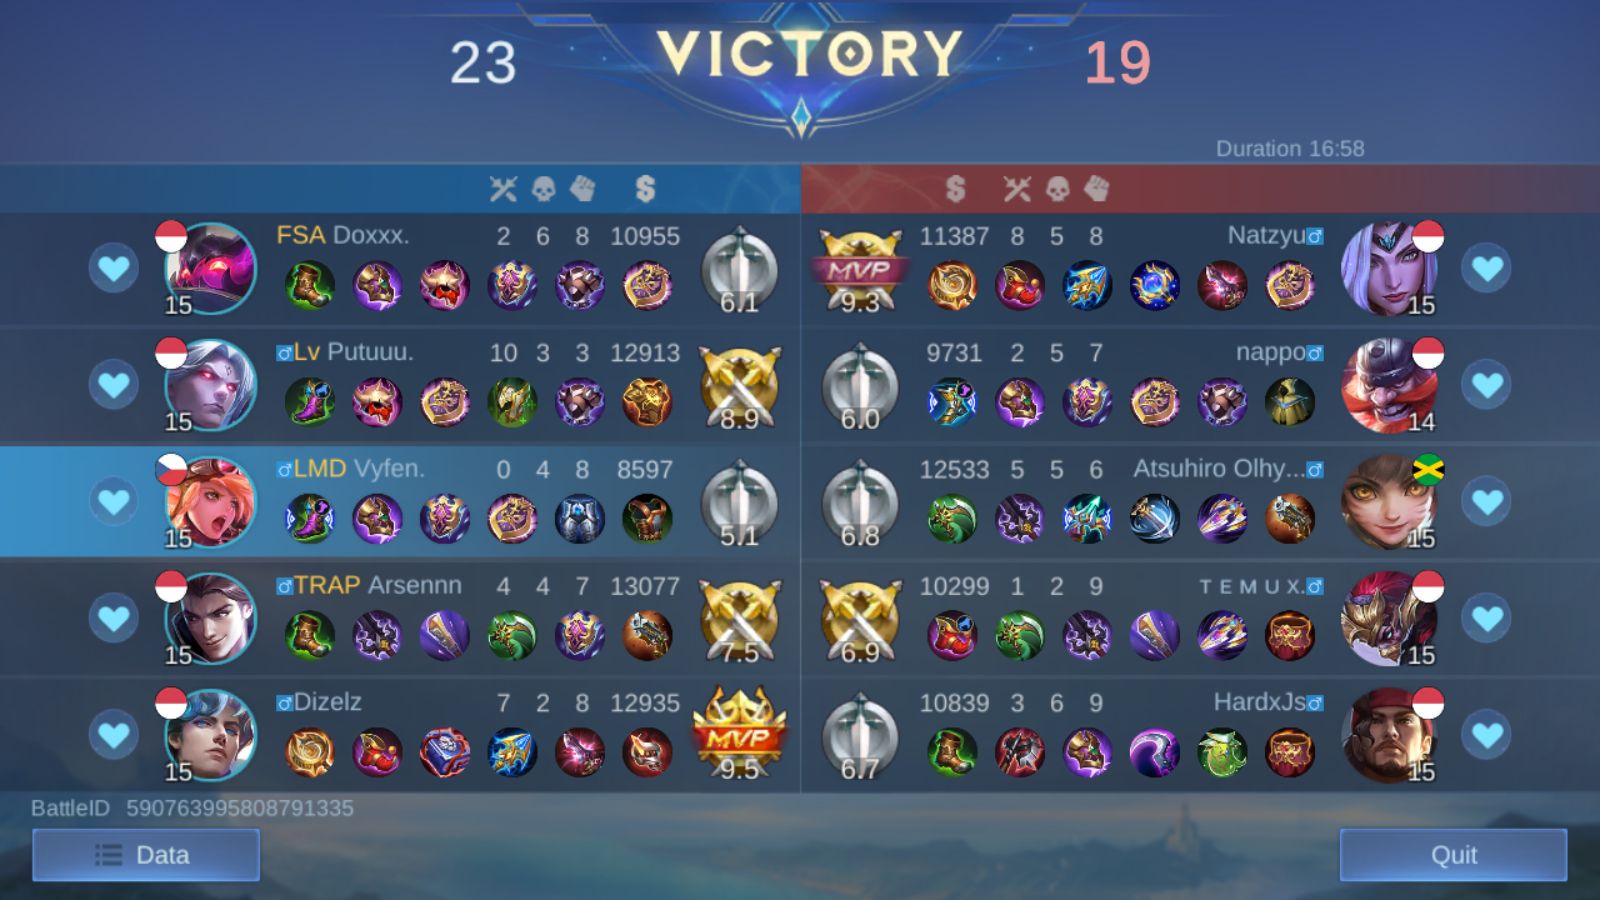 23 VICTORY 19
Duration 16:58
FSA Doxxx. 2 6 8 10955
15 6.1
MVP 11387 8 5 8 Natzyu
9.3 15
Lv Putuuu. 10 3 3 12913
15 8.9
9731 2 5 7 nappo
6.0 14
LMD Vyfen. 0 4 8 8597
15 5.1
12533 5 5 6 Atsuhiro Olhy...
6.8 15
TRAP Arsennn 4 4 7 13077
15 7.5
10299 1 2 9 T E M U X.
6.9 15
Dizelz 7 2 8 12935 MVP
15 9.5
10839 3 6 9 HardxJs
6.7 15
BattleID 590763995808791335
Data
Quit